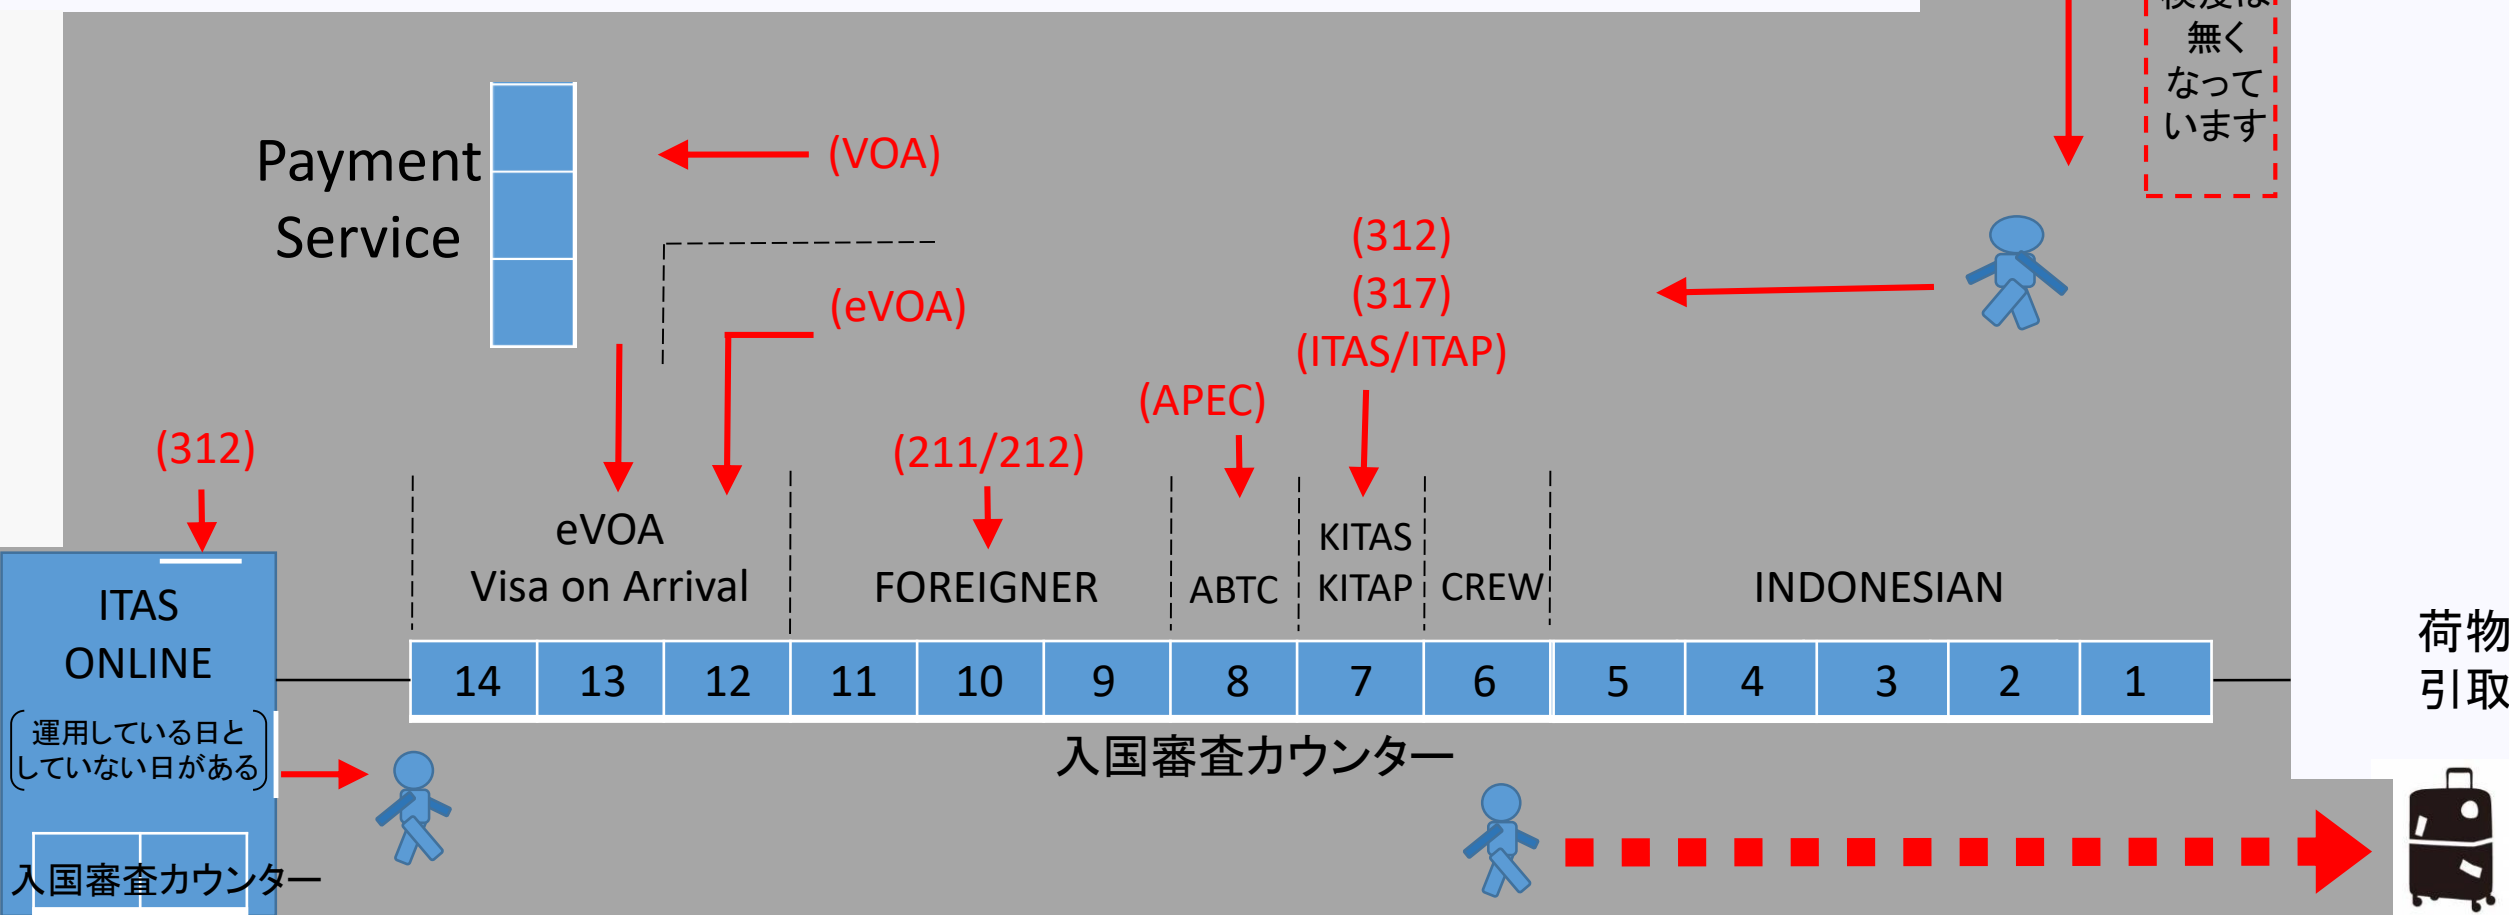 無く
なって
います
Payment
Service
(VOA)
(eVOA)
(312)
(317)
(ITAS/ITAP)
(APEC)
(211/212)
(312)
eVOA
Visa on Arrival
FOREIGNER
ABTC
KITAS
KITAP
CREW
INDONESIAN
ITAS
ONLINE
運用している日と
していない日がある
入国審査カウンター
14 13 12 11 10 9 8 7 6 5 4 3 2 1
入国審査カウンター
荷物
引取